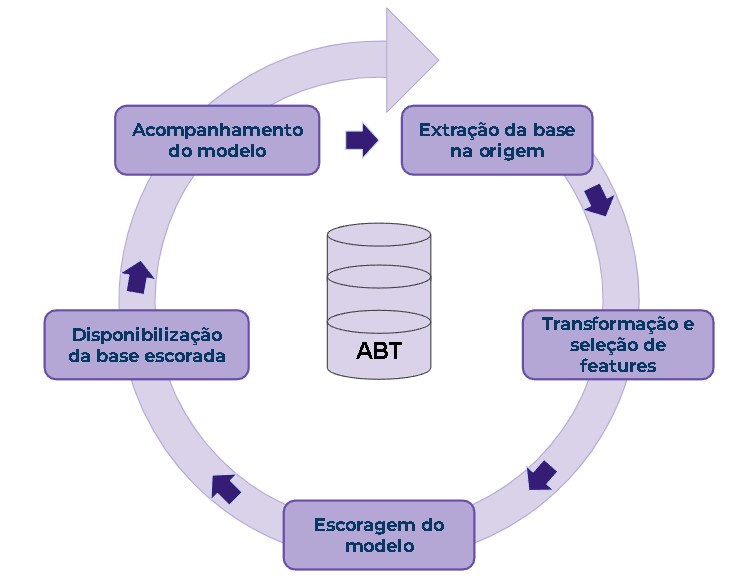 Acompanhamento
do modelo
Extração da base
na origem
Transformação e
seleção de
features
Escoragem do
modelo
Disponibilização
da base escorada
ABT